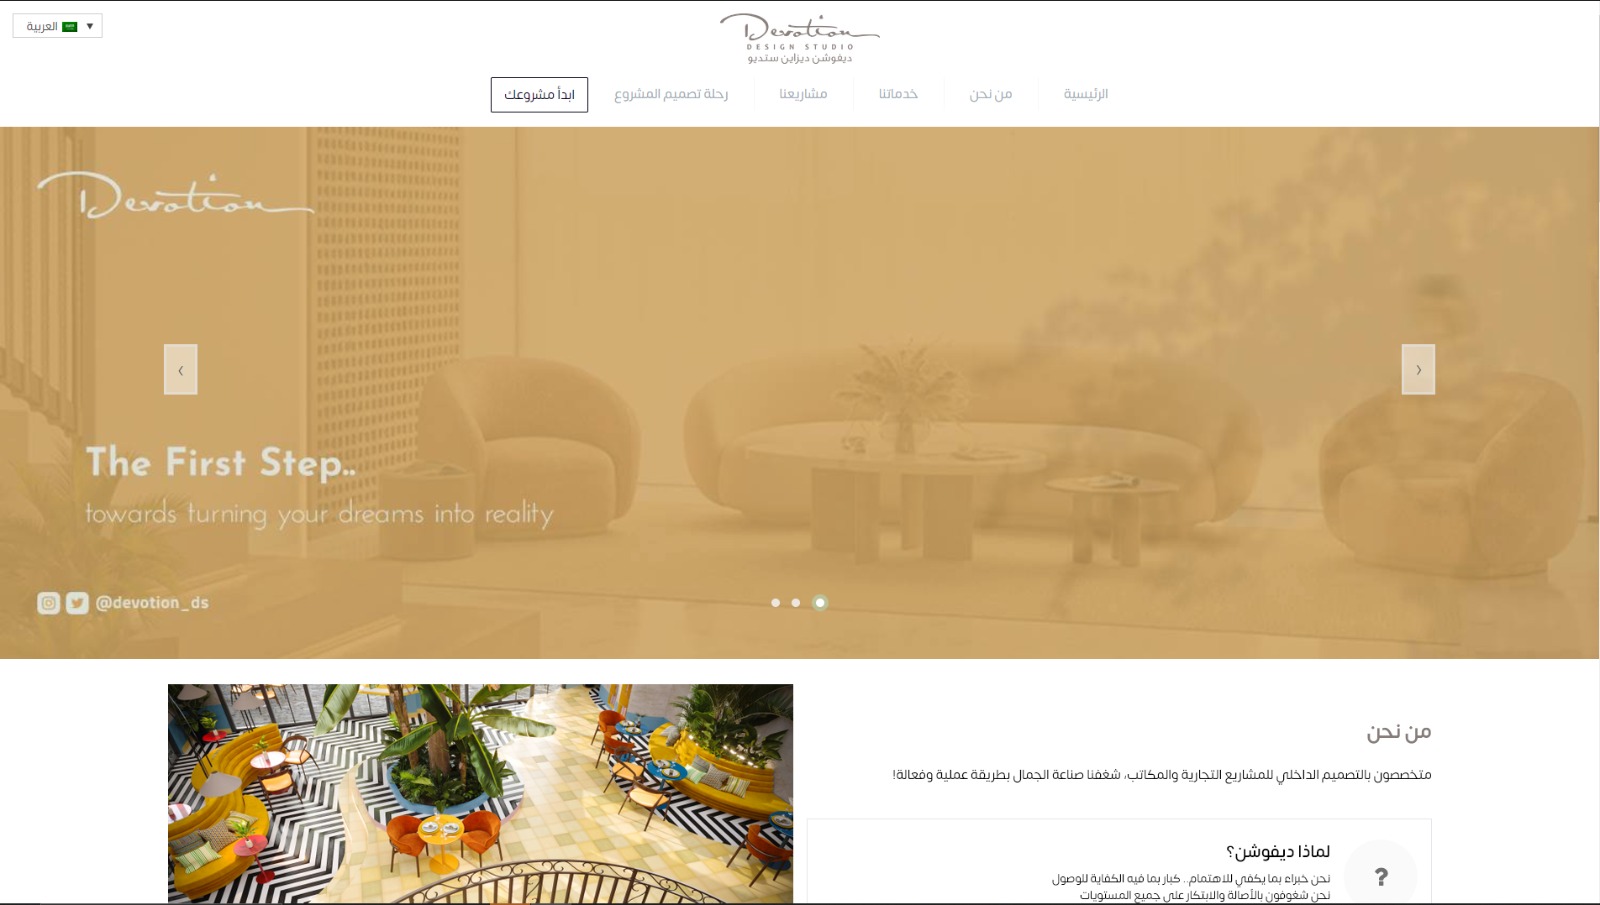 العربية
Devotion
DESIGN STUDIO
ديفوشن ديزاين ستديو
الرئيسية
من نحن
خدماتنا
مشاريعنا
رحلة تصميم المشروع
ابدأ مشروعك
Devotion
The First Step..
towards turning your dreams into reality
@devotion_ds
من نحن
متخصصون بالتصميم الداخلي للمشاريع التجارية والمكاتب، شغفنا صناعة الجمال بطريقة عملية وفعالة!
لماذا ديفوشن؟
?
نحن خبراء بما يكفي للاهتمام.. كبار بما فيه الكفاية للوصول
نحن شغوفون بالأصالة والابتكار على جميع المستويات